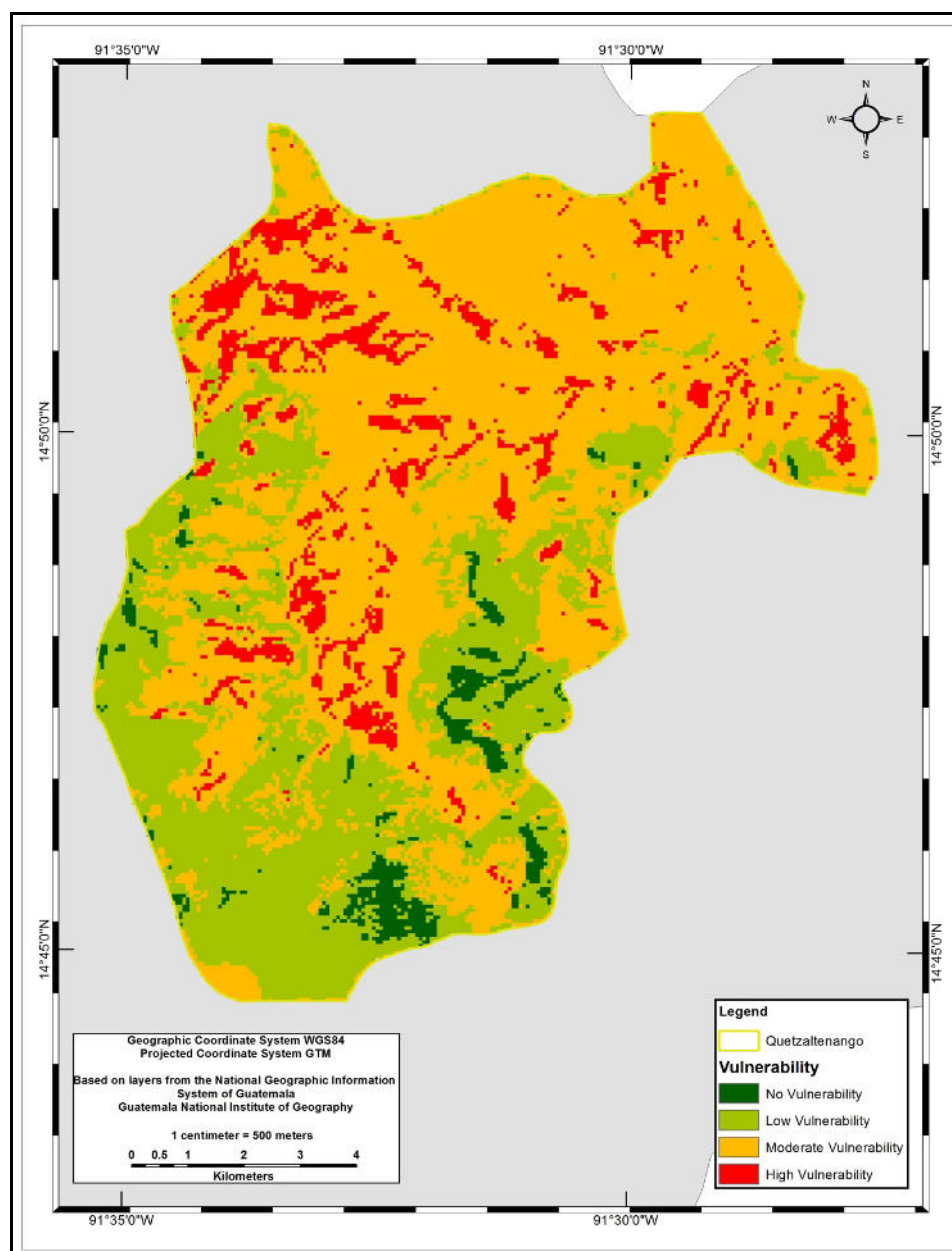 91°35'0"W
91°30'0"W
N
W
E
S
14°50'0"N
14°50'0"N
14°45'0"N
14°45'0"N
Legend
Quetzaltenango
Vulnerability
No Vulnerability
Low Vulnerability
Moderate Vulnerability
High Vulnerability
Geographic Coordinate System WGS84
Projected Coordinate System GTM
Based on layers from the National Geographic Information
System of Guatemala
Guatemala National Institute of Geography
1 centimeter = 500 meters
0 0.5 1 2 3 4
Kilometers
91°35'0"W
91°30'0"W